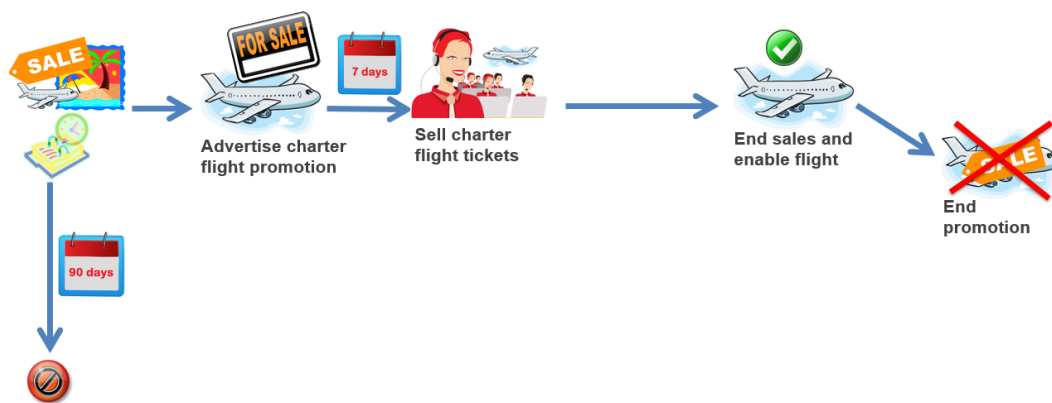 SALE
FOR SALE
7 days
Advertise charter
flight promotion
Sell charter
flight tickets
End sales and
enable flight
SALE
End
promotion
90 days